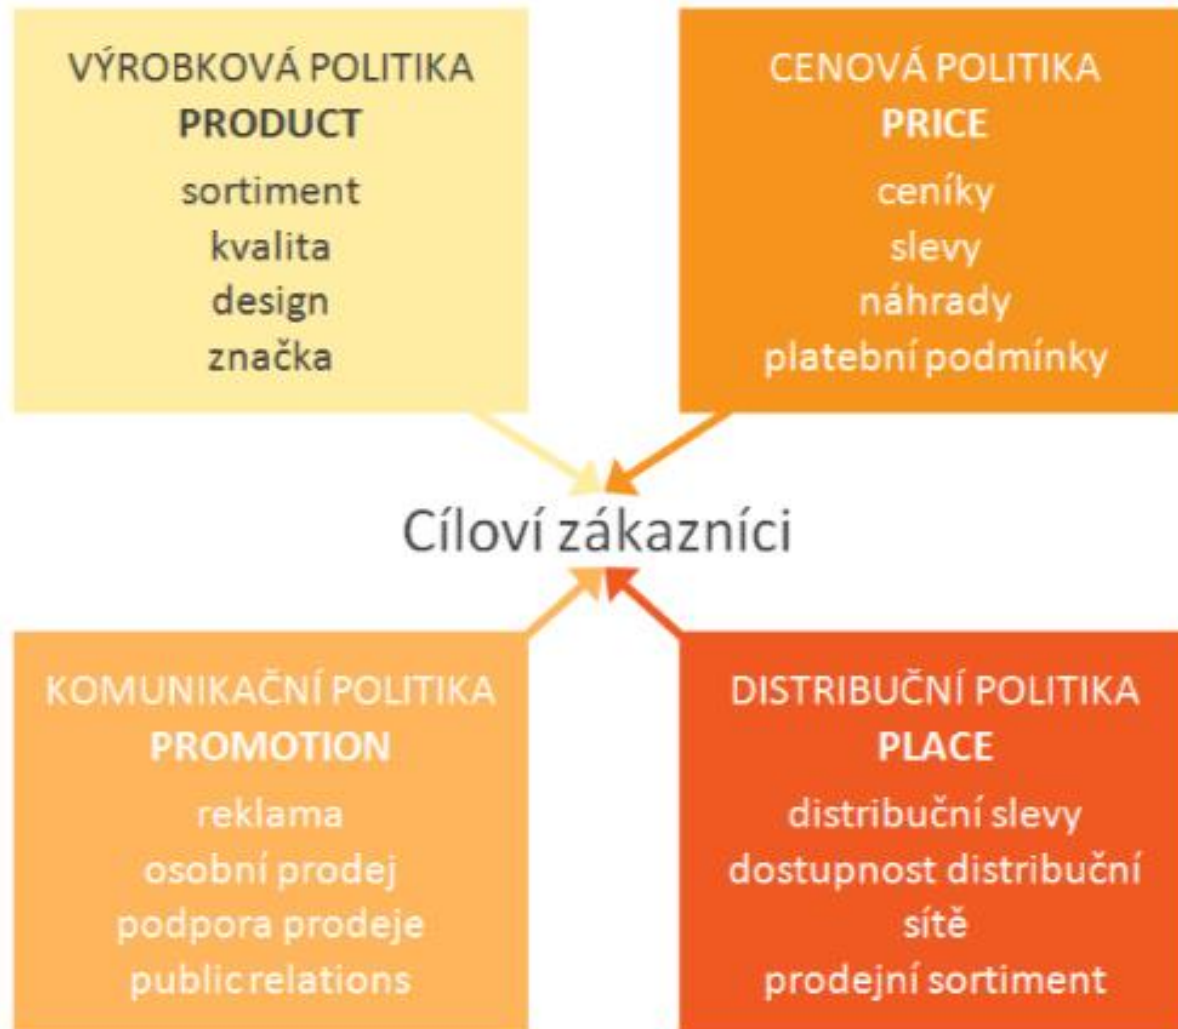 VÝROBKOVÁ POLITIKA
PRODUCT
sortiment
kvalita
design
značka
CENOVÁ POLITIKA
PRICE
ceníky
slevy
náhrady
platební podmínky
Cíloví zákazníci
KOMUNIKAČNÍ POLITIKA
PROMOTION
reklama
osobní prodej
podpora prodeje
public relations
DISTRIBUČNÍ POLITIKA
PLACE
distribuční slevy
dostupnost distribuční
sítě
prodejní sortiment